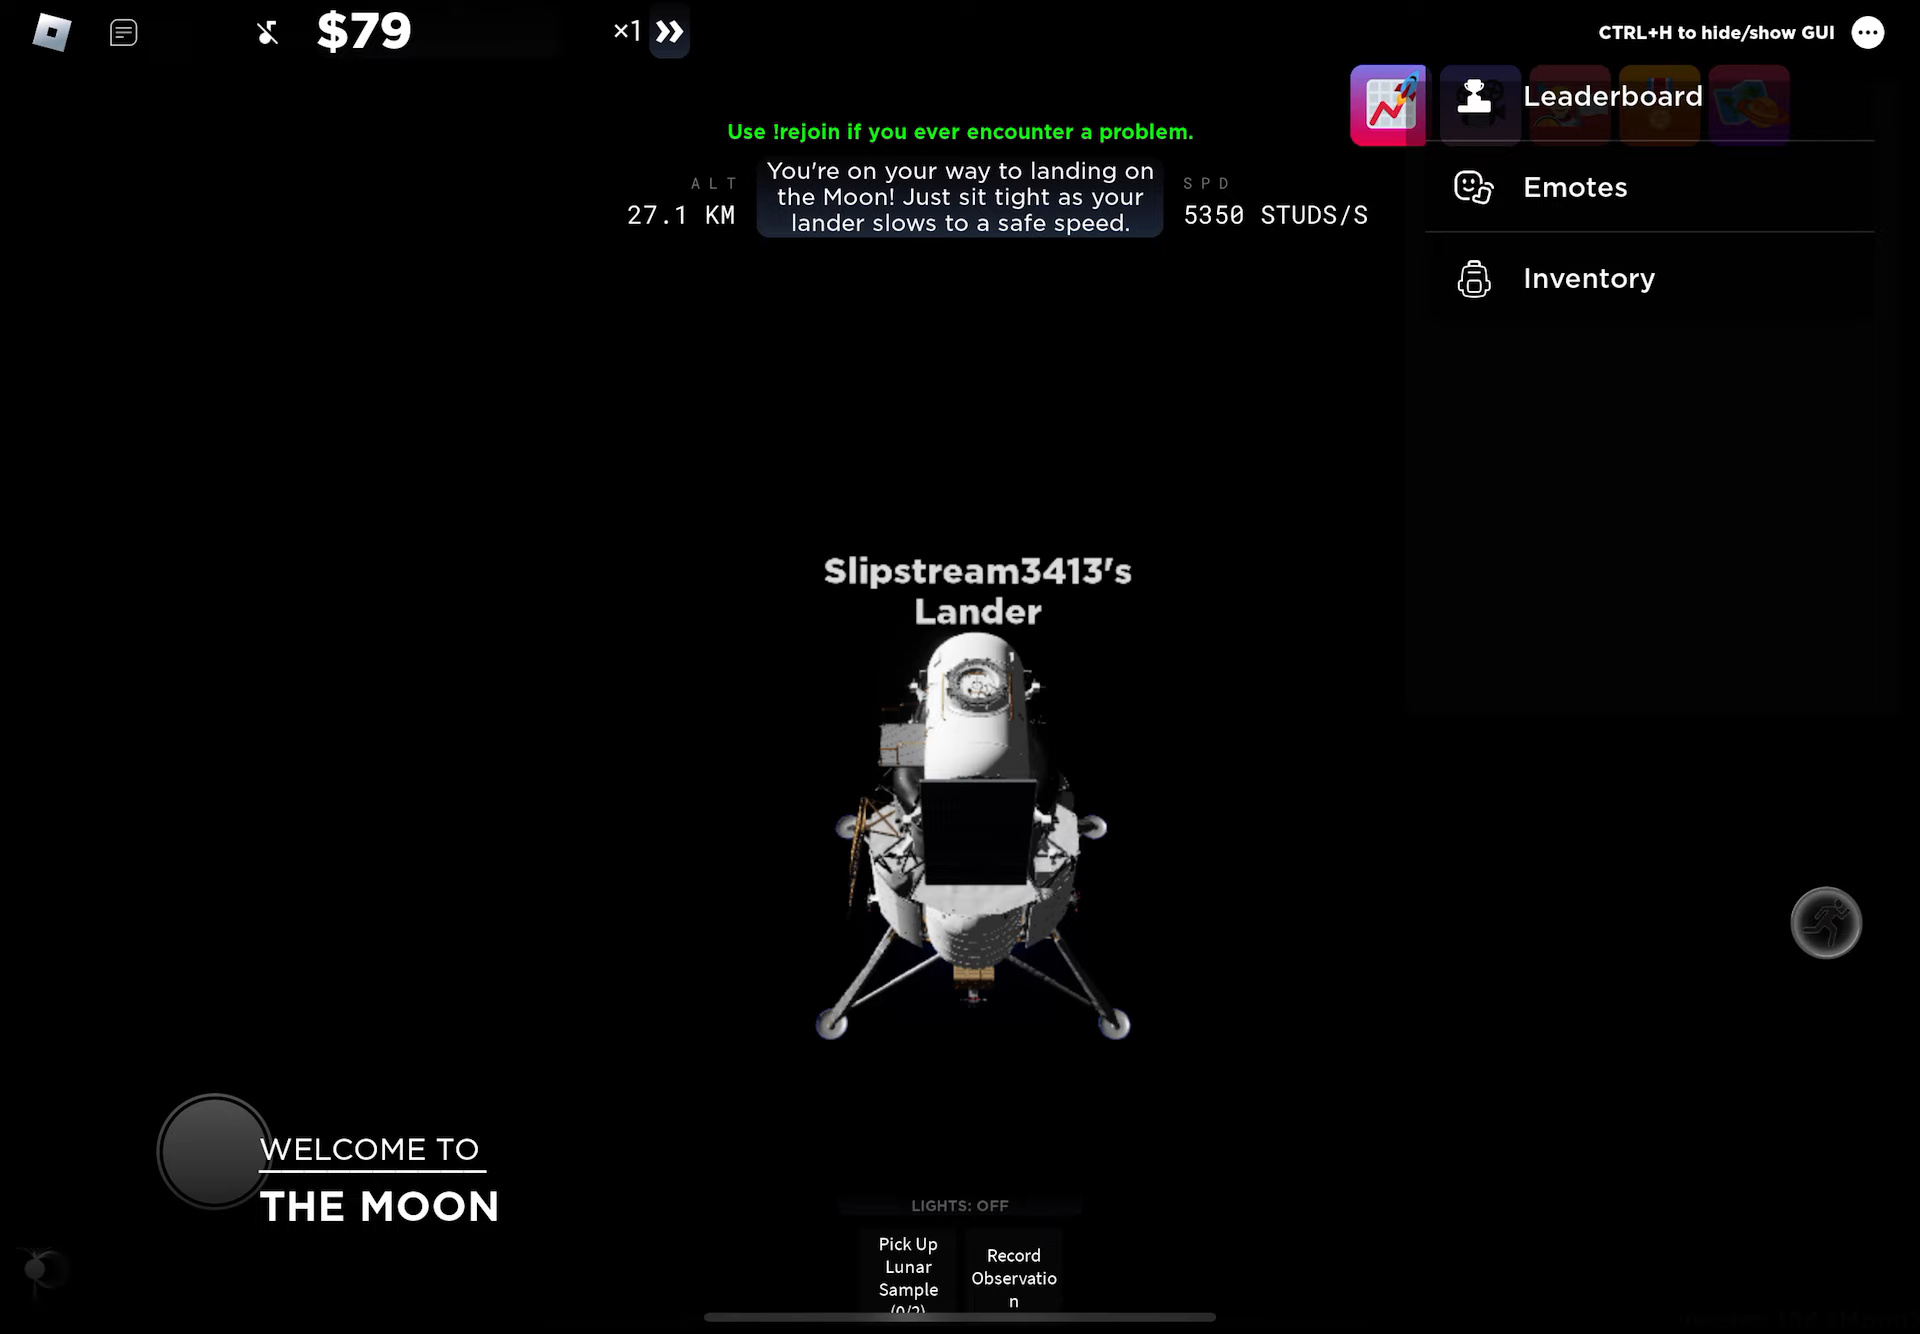 $79
×1
CTRL+H to hide/show GUI
Leaderboard
Emotes
Inventory
Use !rejoin if you ever encounter a problem.
ALT
27.1 KM
You're on your way to landing on
the Moon! Just sit tight as your
lander slows to a safe speed.
SPD
5350 STUDS/S
Slipstream3413's
Lander
WELCOME TO
THE MOON
LIGHTS: OFF
Pick Up
Lunar
Sample
(0/2)
Record
Observatio
n